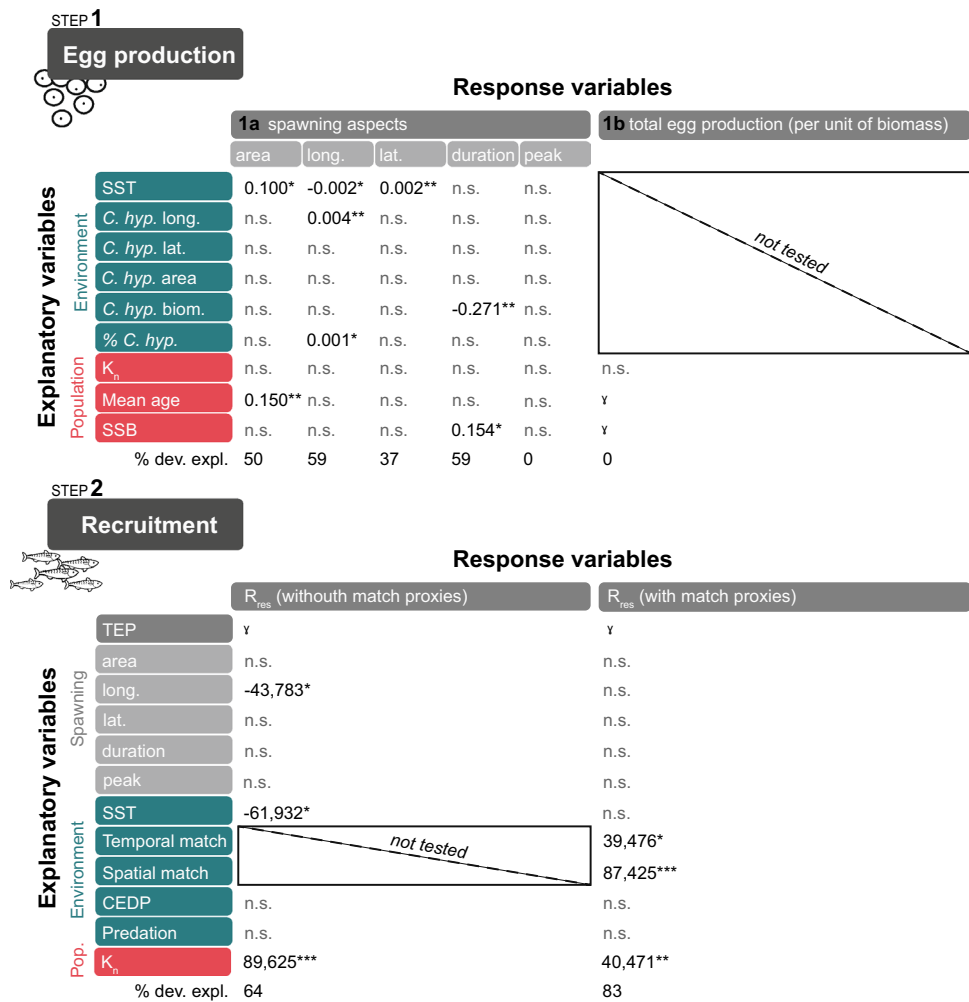 STEP 1
Egg production
Response variables
1a spawning aspects 1b total egg production (per unit of biomass)
area long. lat. duration peak
Explanatory variables
Environment
Population
SST 0.100* -0.002* 0.002** n.s. n.s.
C. hyp. long. n.s. 0.004** n.s. n.s. n.s.
C. hyp. lat. n.s. n.s. n.s. n.s. n.s.
not tested
C. hyp. area n.s. n.s. n.s. n.s. n.s.
C. hyp. biom. n.s. n.s. n.s. -0.271** n.s.
% C. hyp. n.s. 0.001* n.s. n.s. n.s.
Kn n.s. n.s. n.s. n.s. n.s. n.s.
Mean age 0.150** n.s. n.s. n.s. n.s. ɣ
SSB n.s. n.s. n.s. 0.154* n.s. ɣ
% dev. expl. 50 59 37 59 0 0
STEP 2
Recruitment
Response variables
Rres (withouth match proxies) Rres (with match proxies)
Explanatory variables
Spawning
Environment
Pop.
TEP ɣ ɣ
area n.s. n.s.
long. -43,783* n.s.
lat. n.s. n.s.
duration n.s. n.s.
peak n.s. n.s.
SST -61,932* n.s.
Temporal match not tested 39,476*
Spatial match 87,425***
CEDP n.s. n.s.
Predation n.s. n.s.
Kn 89,625*** 40,471**
% dev. expl. 64 83